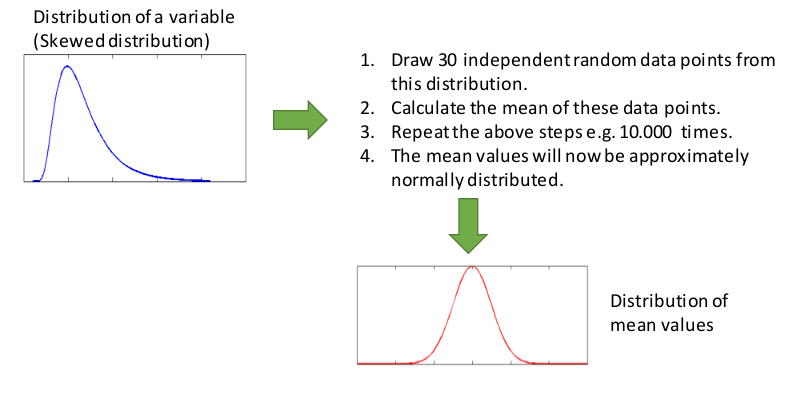 Distribution of a variable
(Skewed distribution)
1. Draw 30 independent random data points from
this distribution.
2. Calculate the mean of these data points.
3. Repeat the above steps e.g. 10.000 times.
4. The mean values will now be approximately
normally distributed.
Distribution of
mean values